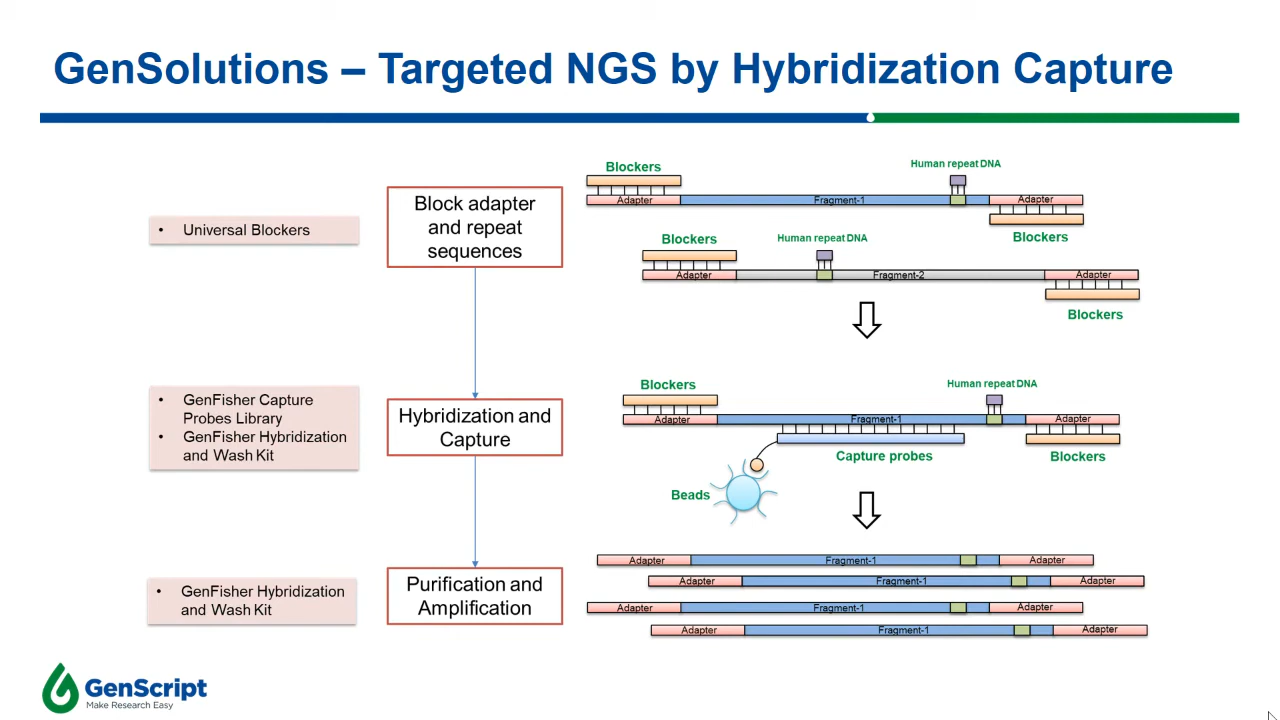 GenSolutions – Targeted NGS by Hybridization Capture
• Universal Blockers
Block adapter
and repeat
sequences
Blockers
Human repeat DNA
Adapter
Fragment-1
Adapter
Blockers
Blockers
Human repeat DNA
Adapter
Fragment-2
Adapter
Blockers
• GenFisher Capture
Probes Library
• GenFisher Hybridization
and Wash Kit
Hybridization and
Capture
Blockers
Human repeat DNA
Adapter
Fragment-1
Adapter
Capture probes
Blockers
Beads
• GenFisher Hybridization
and Wash Kit
Purification and
Amplification
Adapter
Fragment-1
Adapter
Adapter
Fragment-1
Adapter
Adapter
Fragment-1
Adapter
Adapter
Fragment-1
Adapter
GenScript
Make Research Easy